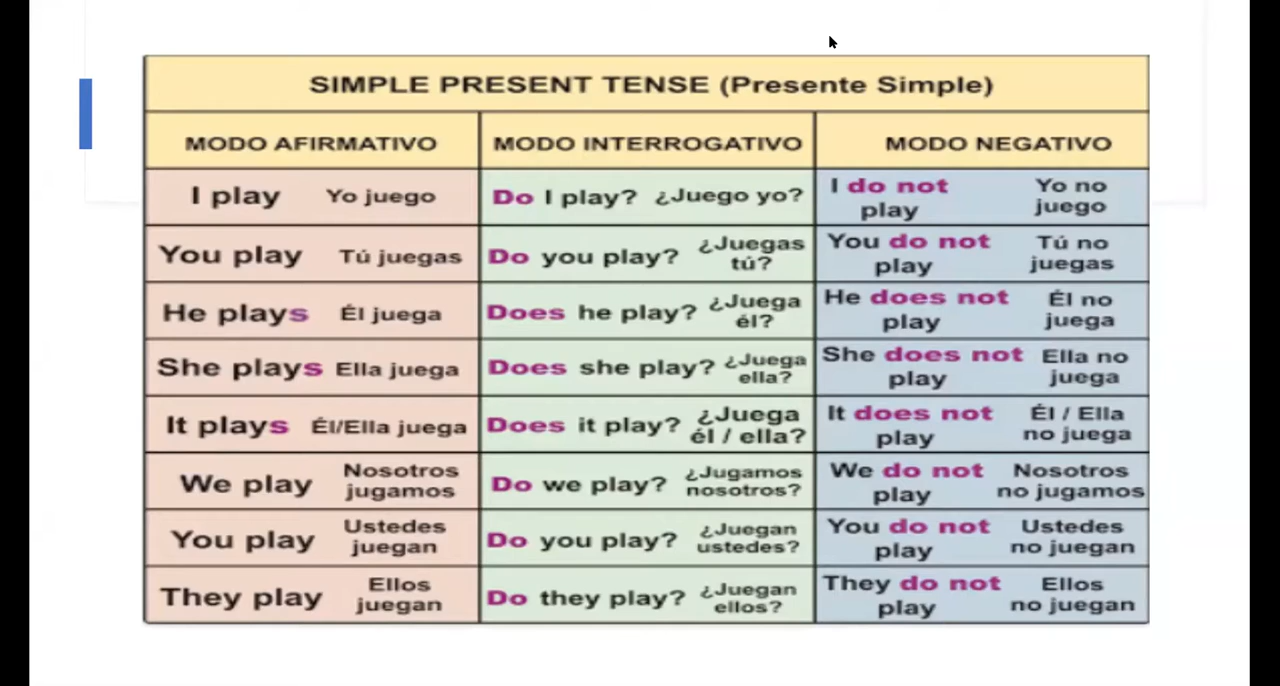 SIMPLE PRESENT TENSE (Presente Simple)
MODO AFIRMATIVO MODO INTERROGATIVO MODO NEGATIVO
I play Yo juego Do I play? ¿Juego yo? I do not play Yo no juego
You play Tú juegas Do you play? ¿Juegas tú? You do not play Tú no juegas
He plays Él juega Does he play? ¿Juega él? He does not play Él no juega
She plays Ella juega Does she play? ¿Juega ella? She does not play Ella no juega
It plays Él/Ella juega Does it play? ¿Juega él / ella? It does not play Él / Ella no juega
We play Nosotros jugamos Do we play? ¿Jugamos nosotros? We do not play Nosotros no jugamos
You play Ustedes juegan Do you play? ¿Juegan ustedes? You do not play Ustedes no juegan
They play Ellos juegan Do they play? ¿Juegan ellos? They do not play Ellos no juegan